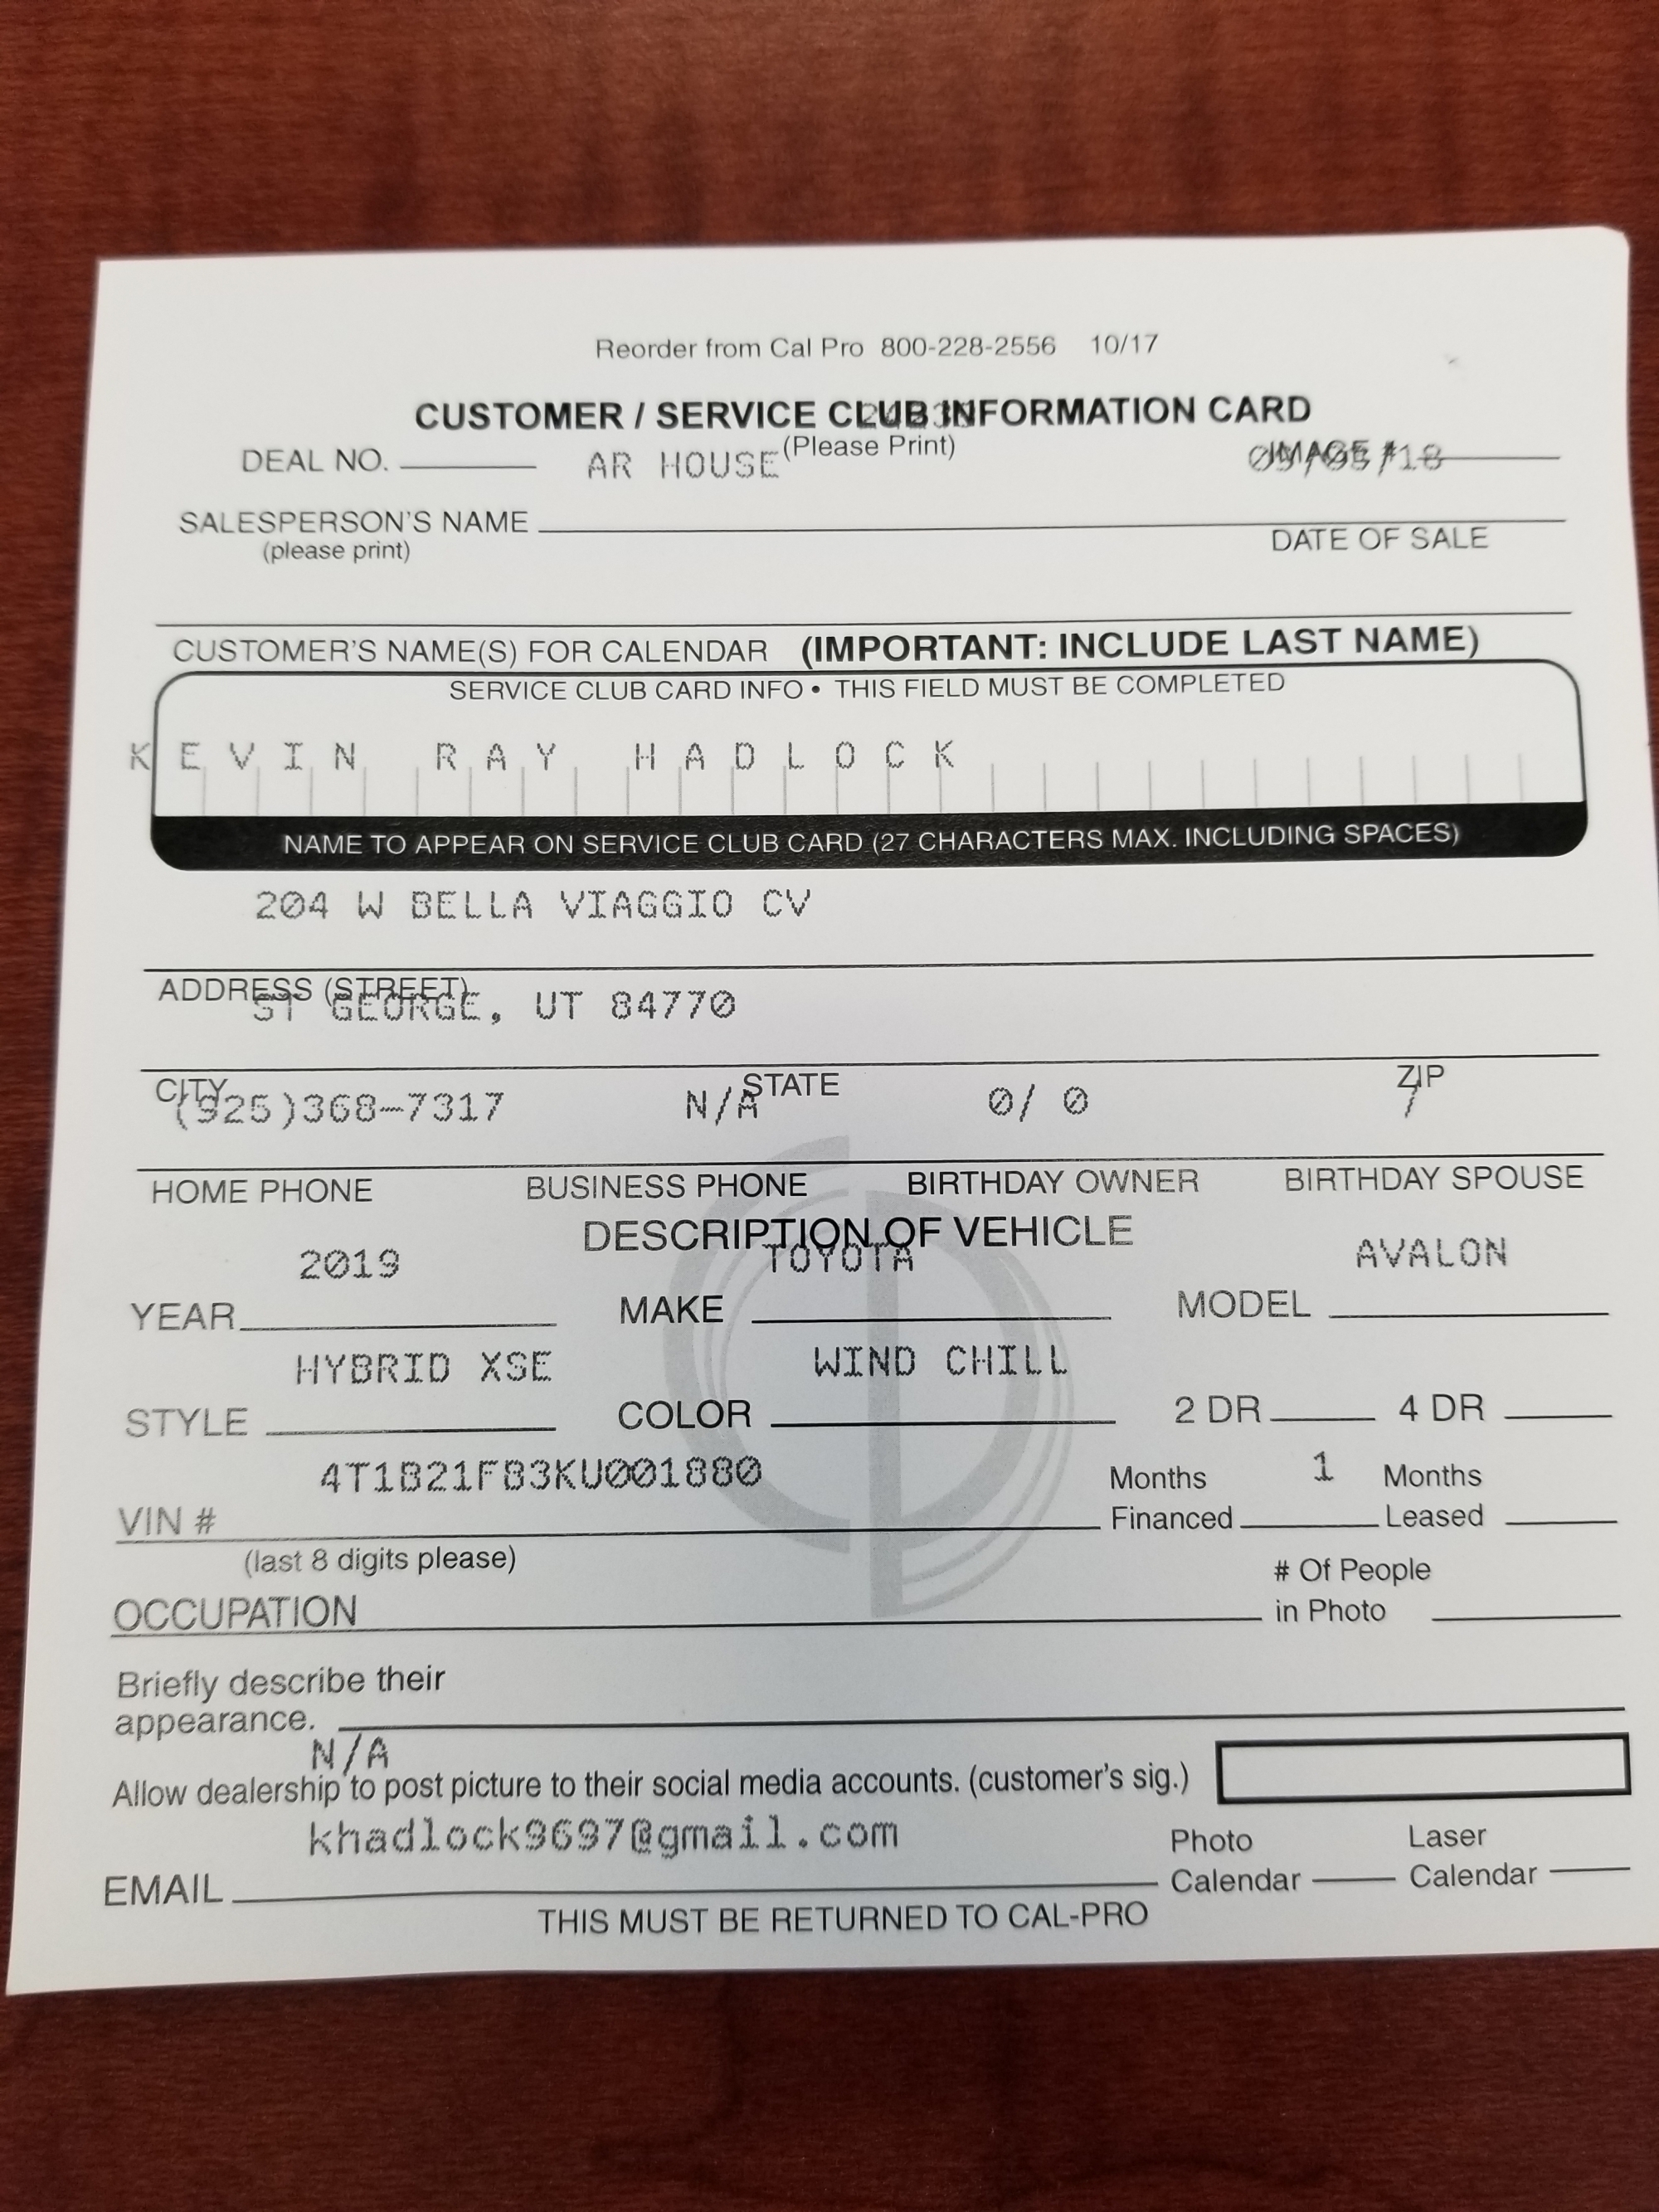 Reorder from Cal Pro 800-228-2556 10/17
CUSTOMER / SERVICE CLUB INFORMATION CARD
(Please Print)
DEAL NO. AR HOUSE IMAGE #
SALESPERSON'S NAME
(please print) DATE OF SALE
CUSTOMER'S NAME(S) FOR CALENDAR (IMPORTANT: INCLUDE LAST NAME)
SERVICE CLUB CARD INFO • THIS FIELD MUST BE COMPLETED
KEVIN RAY HADLOCK
NAME TO APPEAR ON SERVICE CLUB CARD (27 CHARACTERS MAX. INCLUDING SPACES)
204 W BELLA VIAGGIO CV
ADDRESS (STREET)
ST GEORGE, UT 84770
CITY STATE ZIP
(925)368-7317 N/A 0/ 0 /
HOME PHONE BUSINESS PHONE BIRTHDAY OWNER BIRTHDAY SPOUSE
DESCRIPTION OF VEHICLE
2019 TOYOTA AVALON
YEAR MAKE MODEL
HYBRID XSE WIND CHILL
STYLE COLOR 2 DR 4 DR
4T1B21FB3KU001880 Months 1 Months
VIN # Financed Leased
(last 8 digits please) # Of People
OCCUPATION in Photo
Briefly describe their
appearance.
N/A
Allow dealership to post picture to their social media accounts. (customer's sig.)
khadlock9697@gmail.com Photo Laser
EMAIL Calendar Calendar
THIS MUST BE RETURNED TO CAL-PRO